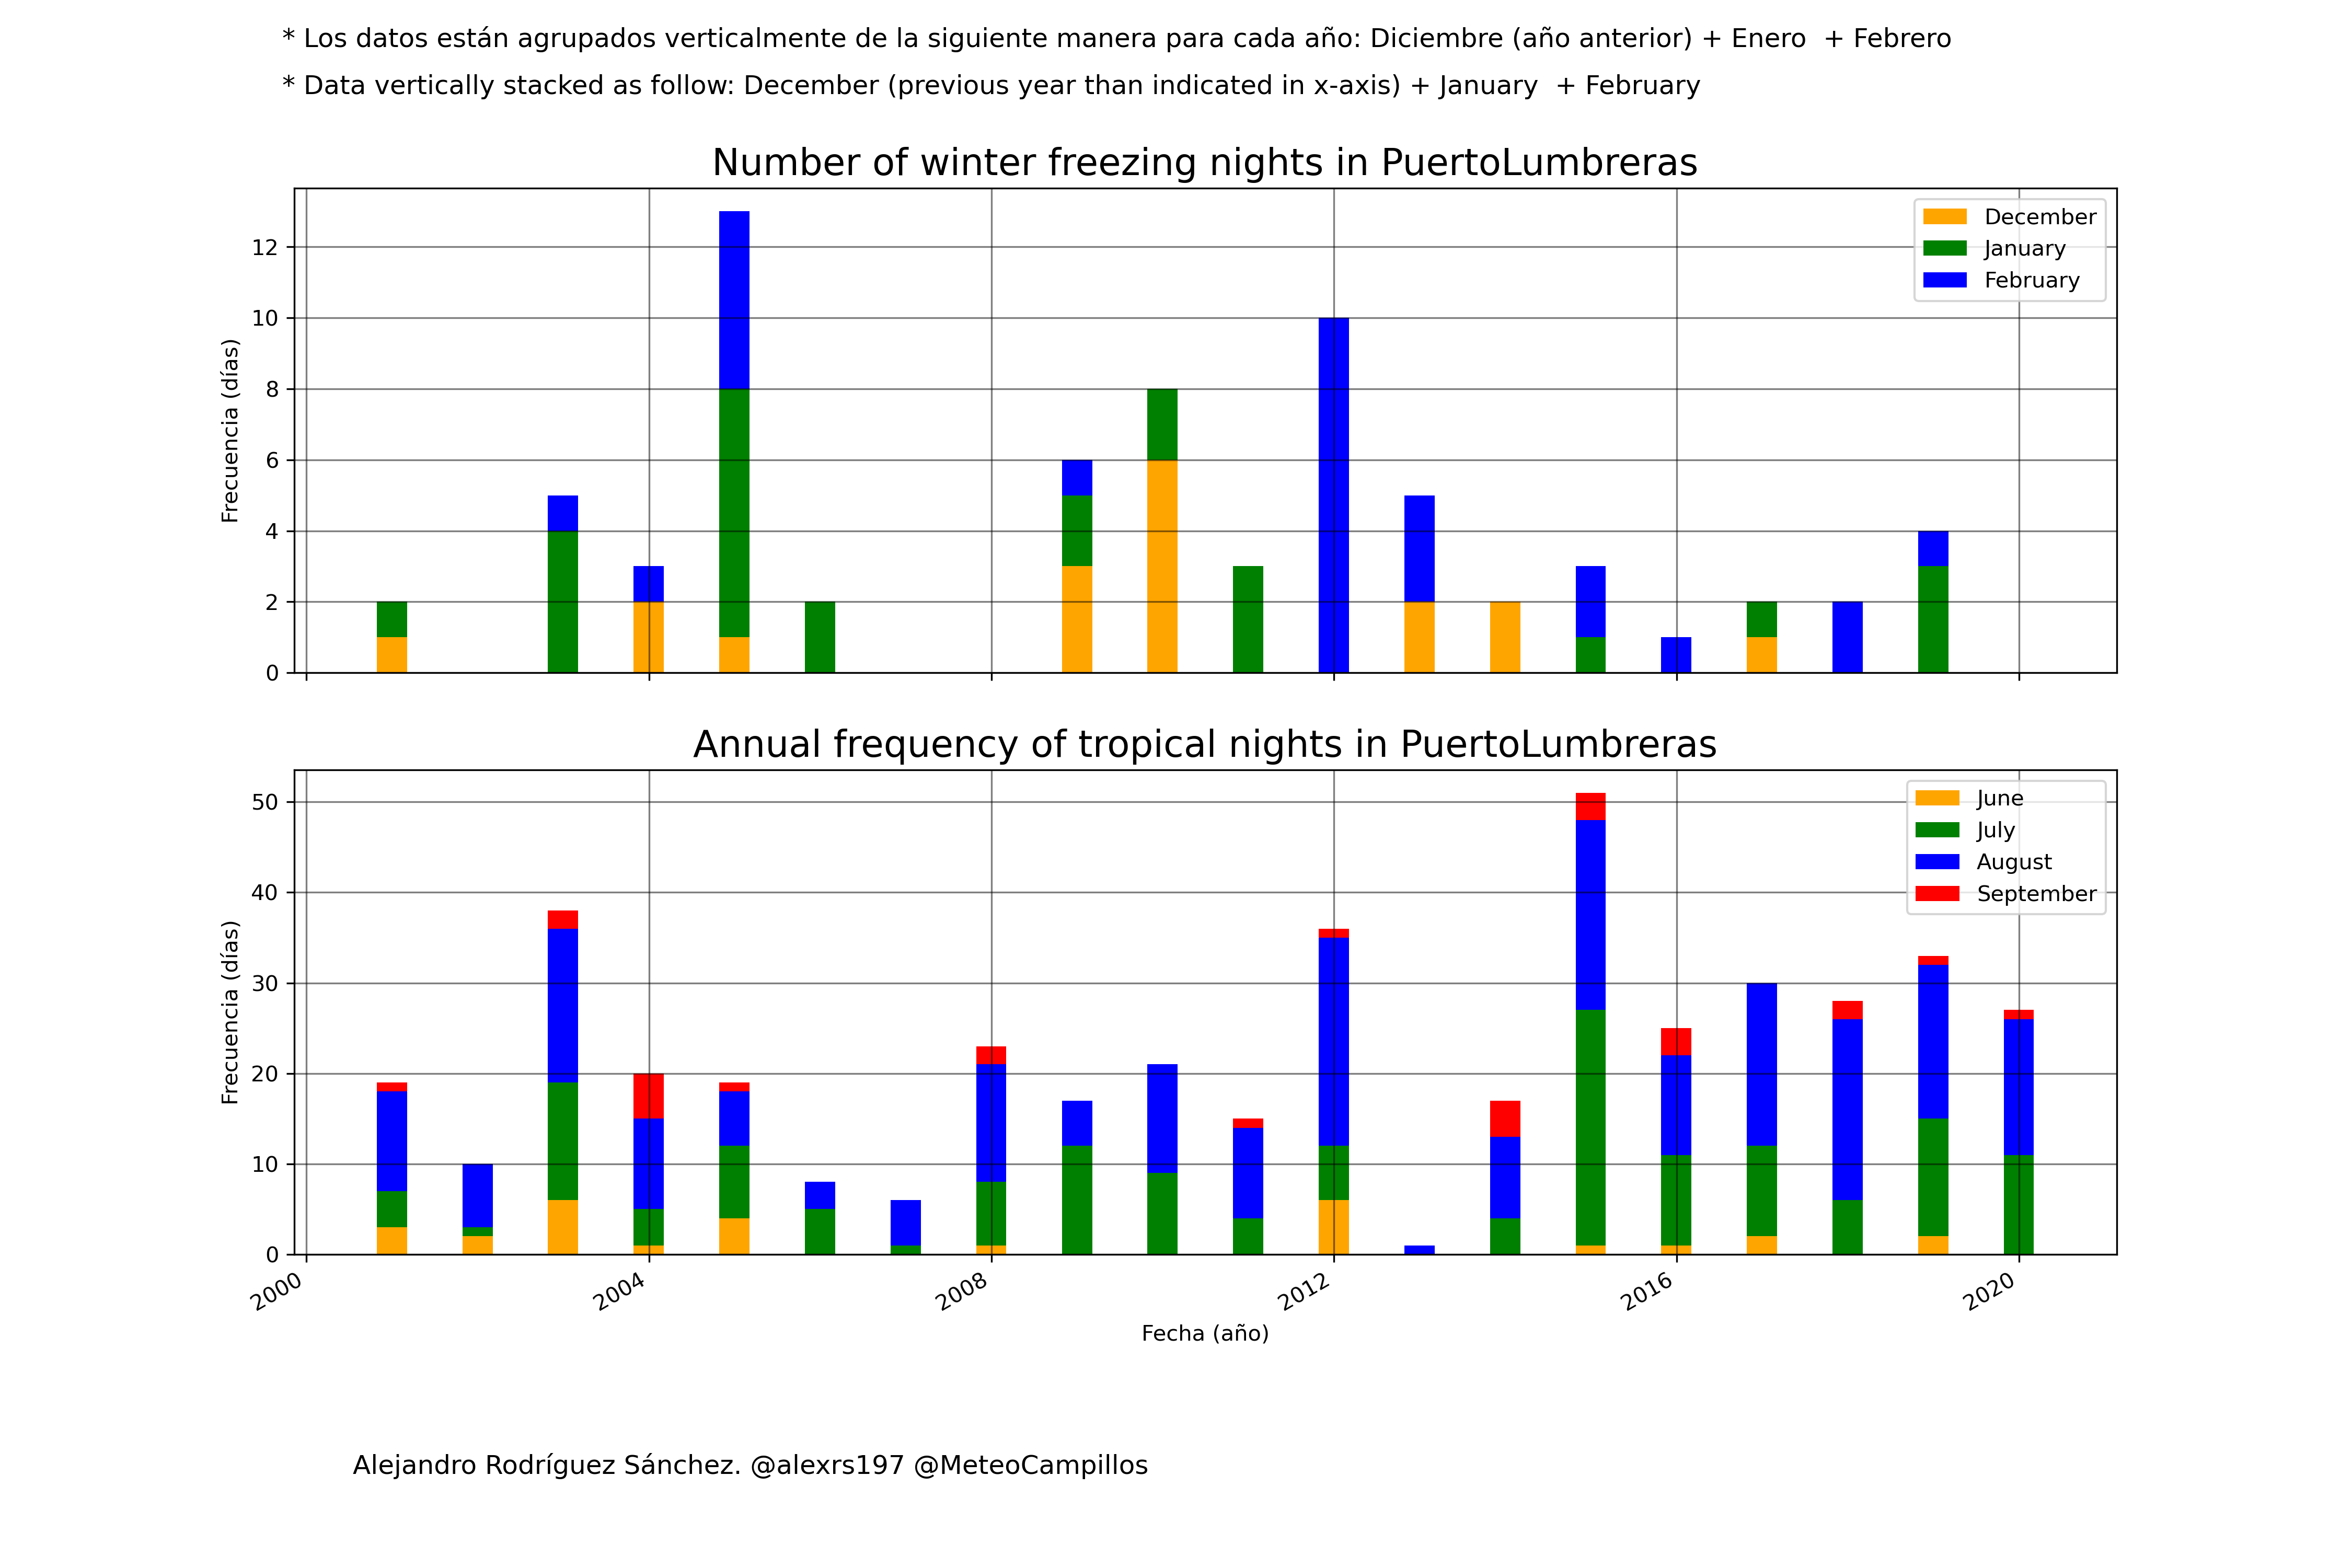 * Los datos están agrupados verticalmente de la siguiente manera para cada año: Diciembre (año anterior) + Enero  + Febrero
* Data vertically stacked as follow: December (previous year than indicated in x-axis) + January  + February
Number of winter freezing nights in PuertoLumbreras
Frecuencia (días)
12
10
8
6
4
2
0
December
January
February
Annual frequency of tropical nights in PuertoLumbreras
Frecuencia (días)
50
40
30
20
10
0
June
July
August
September
2000
2004
2008
2012
2016
2020
Fecha (año)
Alejandro Rodríguez Sánchez. @alexrs197 @MeteoCampillos